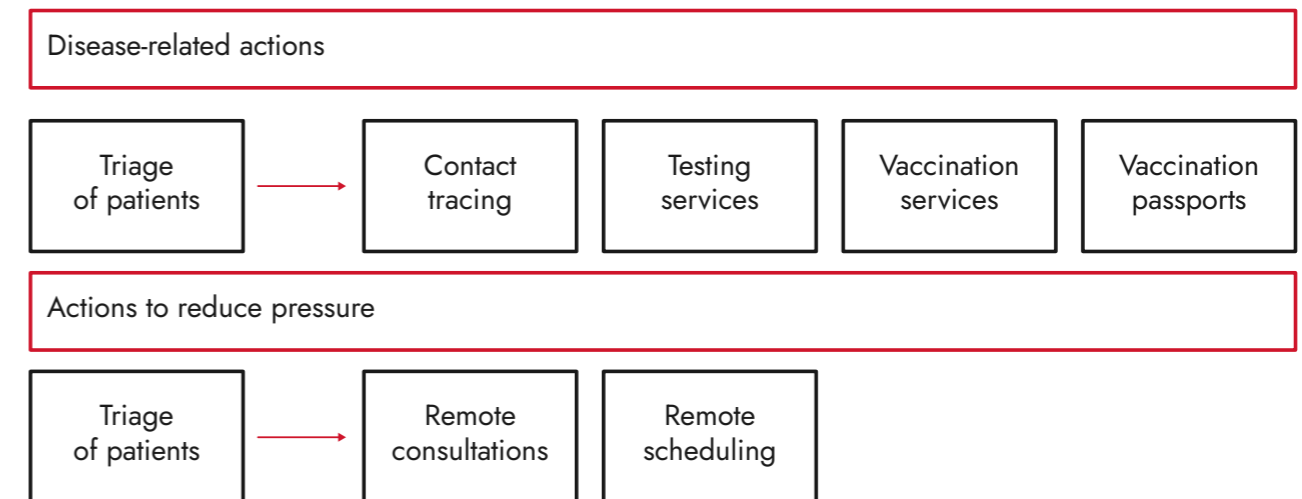 Disease-related actions
Triage
of patients
Contact
tracing
Testing
services
Vaccination
services
Vaccination
passports
Actions to reduce pressure
Triage
of patients
Remote
consultations
Remote
scheduling